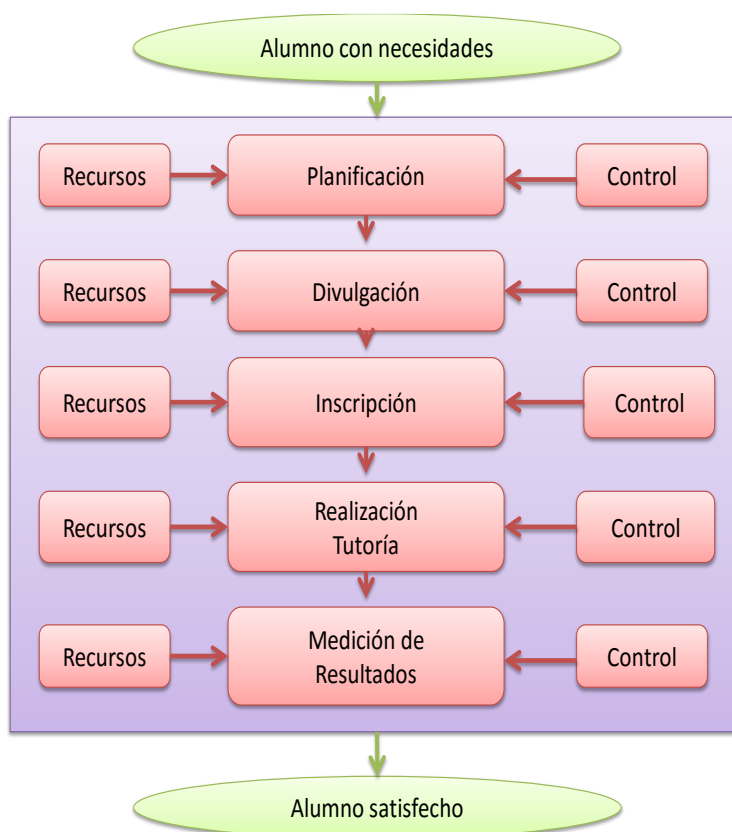 Alumno con necesidades
Recursos
Planificación
Control
Recursos
Divulgación
Control
Recursos
Inscripción
Control
Recursos
Realización
Tutoría
Control
Recursos
Medición de
Resultados
Control
Alumno satisfecho